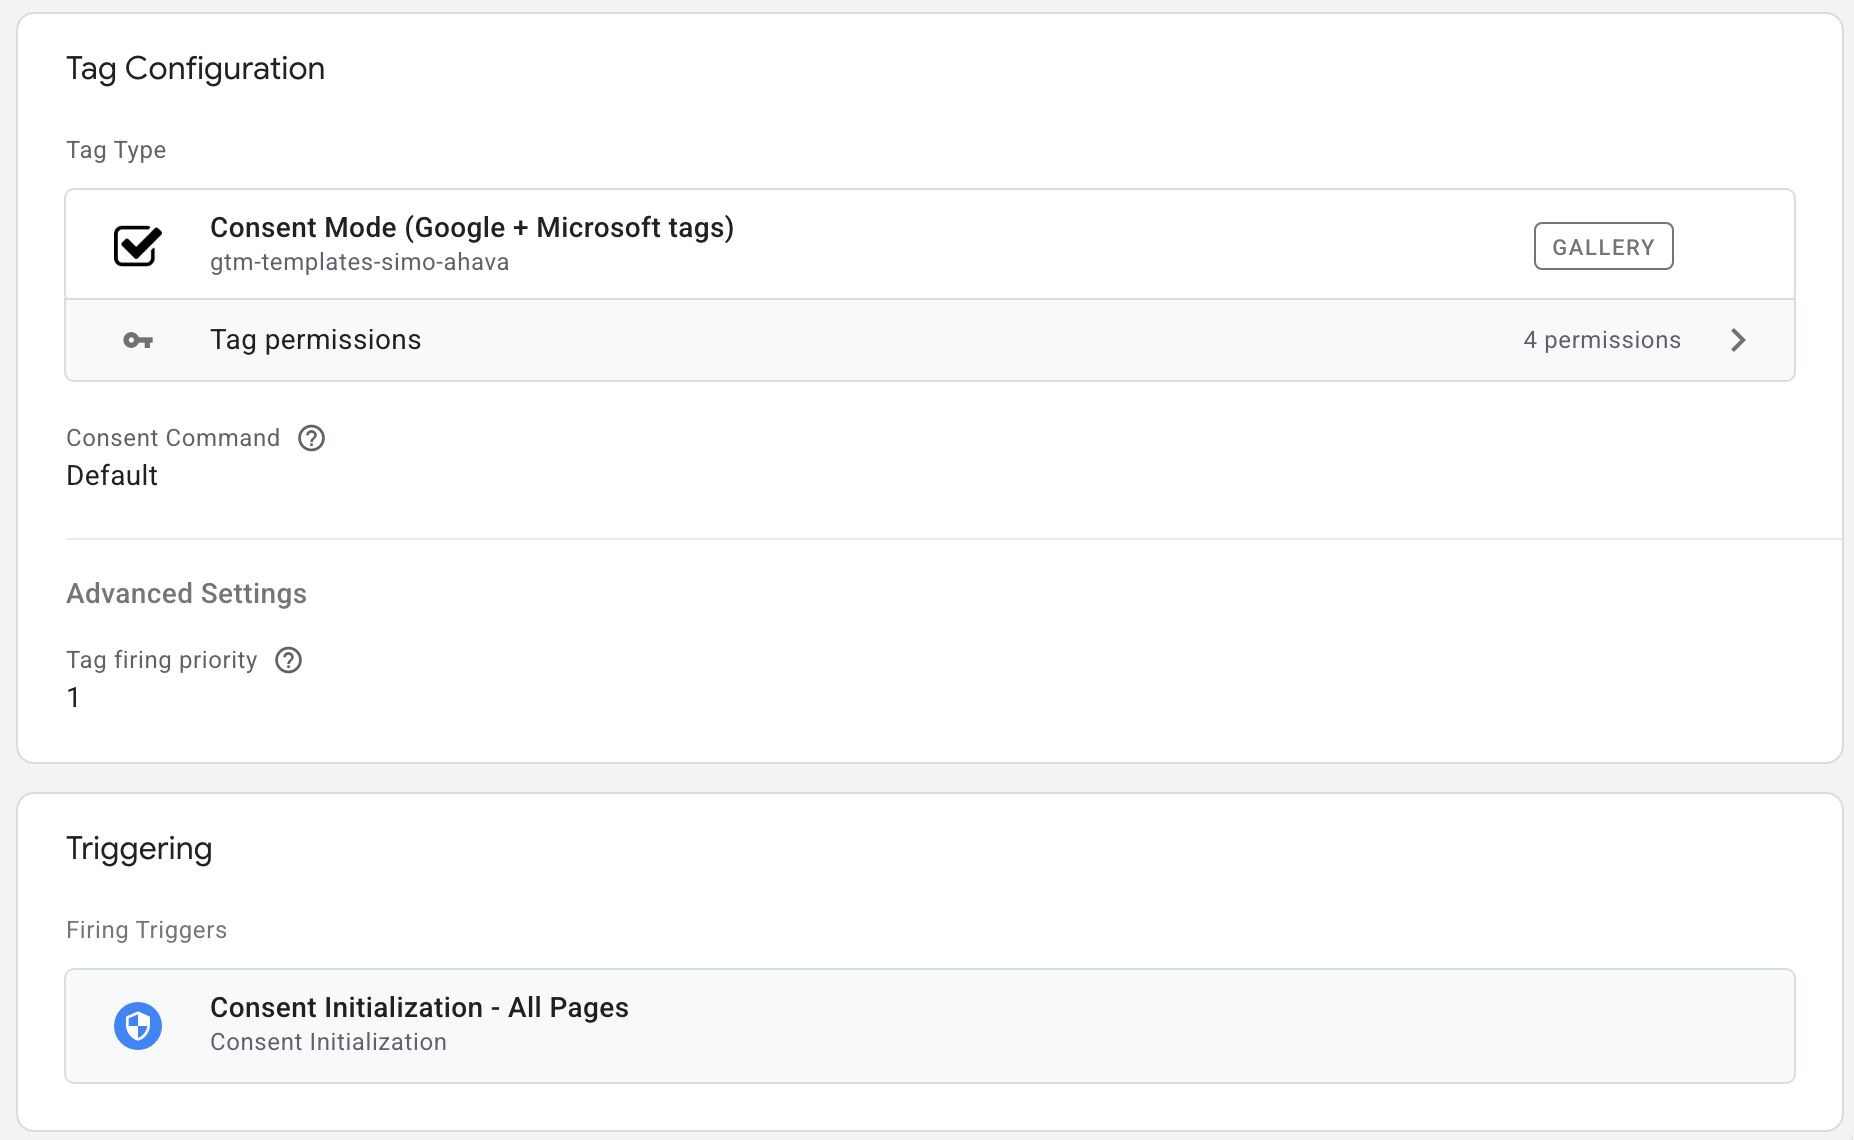 Tag Configuration
Tag Type
Consent Mode (Google + Microsoft tags)
gtm-templates-simo-ahava
GALLERY
Tag permissions
4 permissions
Consent Command
Default
Advanced Settings
Tag firing priority
1
Triggering
Firing Triggers
Consent Initialization - All Pages
Consent Initialization